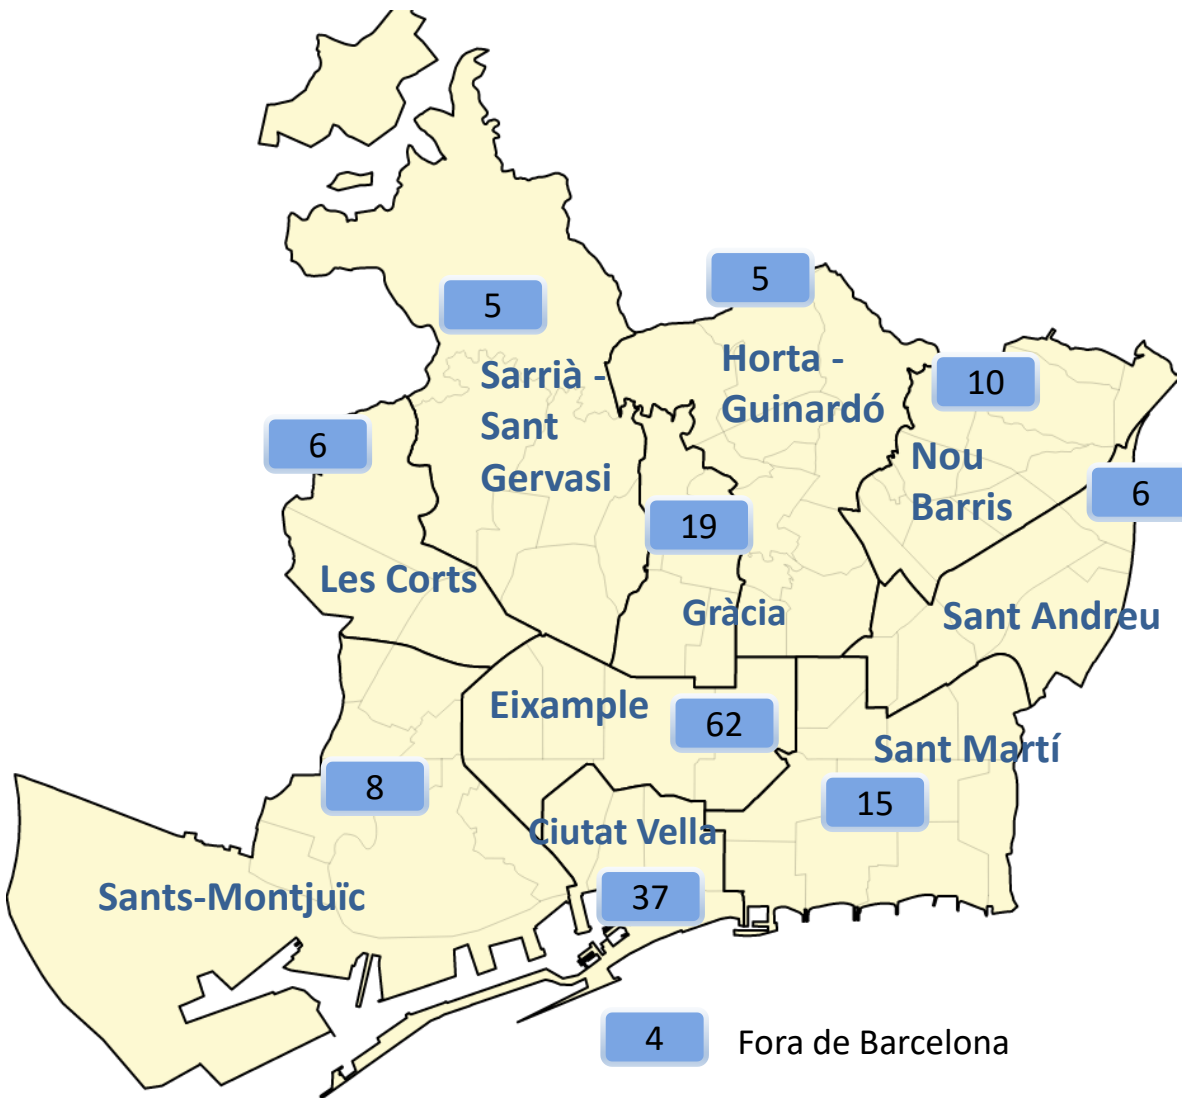 5
5
Sarrià -
Sant
Gervasi
Horta -
Guinardó
10
6
Nou
Barris
6
19
Les Corts
Gràcia
Sant Andreu
Eixample
62
Sant Martí
8
15
Ciutat Vella
Sants-Montjuïc
37
4
Fora de Barcelona